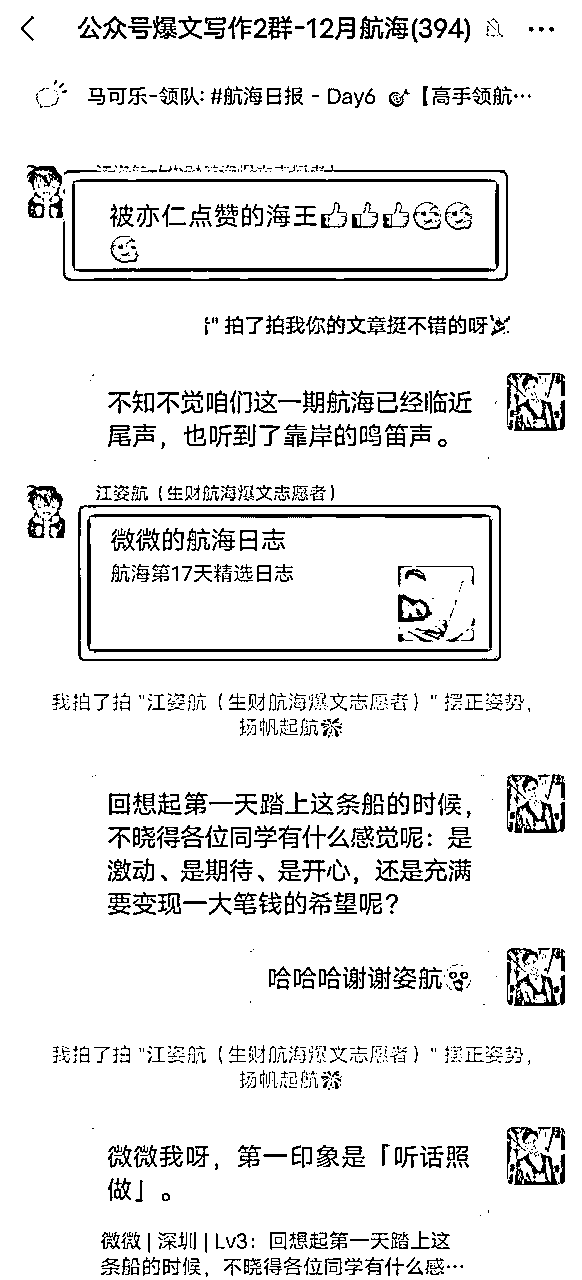 公众号爆文写作2群-12月航海(394)
马可乐-领队: #航海日报 - Day6 【高手领航…
被亦仁点赞的海王
" 拍了拍我你的文章挺不错的呀
不知不觉咱们这一期航海已经临近
尾声，也听到了靠岸的鸣笛声。
江姿航（生财航海爆文志愿者）
微微的航海日志
航海第17天精选日志
我拍了拍 "江姿航（生财航海爆文志愿者）" 摆正姿势，
扬帆起航
回想起第一天踏上这条船的时候，
不晓得各位同学有什么感觉呢：是
激动、是期待、是开心，还是充满
要变现一大笔钱的希望呢？
哈哈哈谢谢姿航
我拍了拍 "江姿航（生财航海爆文志愿者）" 摆正姿势，
扬帆起航
微微我呀，第一印象是「听话照
做」。
微微 | 深圳 | Lv3：回想起第一天踏上这
条船的时候，不晓得各位同学有什么感…